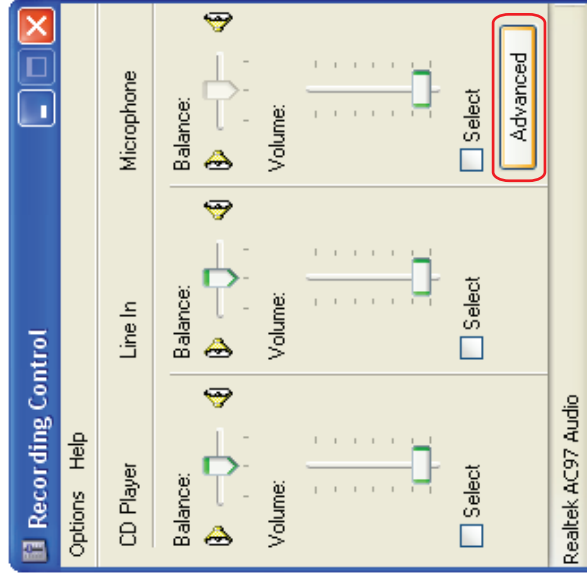 Recording Control
Options Help
CD Player Line In Microphone
Balance: Balance: Balance:
Volume: Volume: Volume:
Select Select Select
Advanced
Realtek AC97 Audio